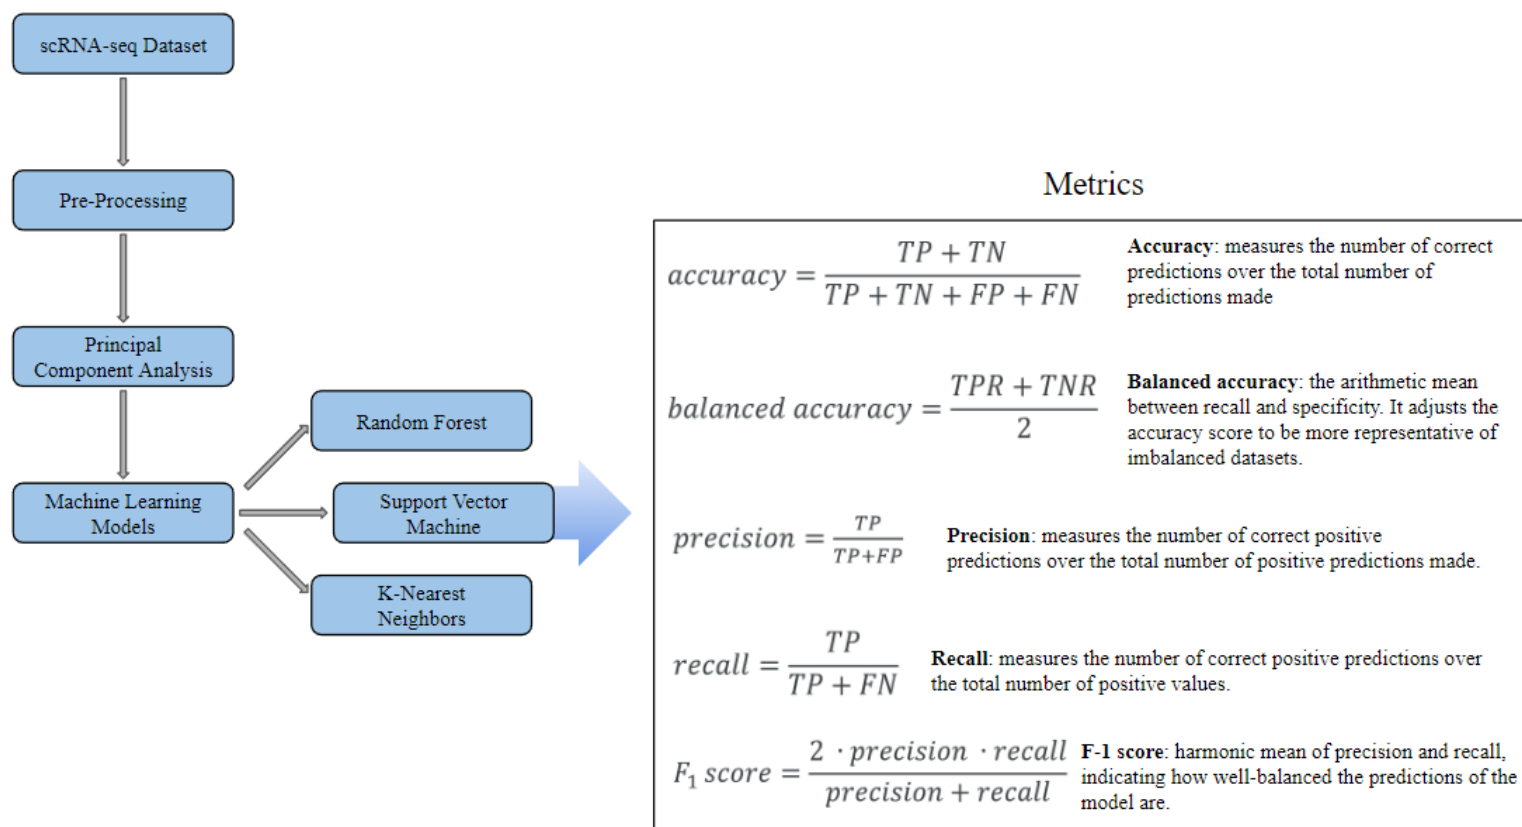 scRNA-seq Dataset
Pre-Processing
Principal
Component Analysis
Machine Learning
Models
Random Forest
Support Vector
Machine
K-Nearest
Neighbors
Metrics
accuracy = \frac{TP + TN}{TP + TN + FP + FN}
Accuracy: measures the number of correct
predictions over the total number of
predictions made
balanced accuracy = \frac{TPR + TNR}{2}
Balanced accuracy: the arithmetic mean
between recall and specificity. It adjusts the
accuracy score to be more representative of
imbalanced datasets.
precision = \frac{TP}{TP+FP}
Precision: measures the number of correct positive
predictions over the total number of positive predictions made.
recall = \frac{TP}{TP + FN}
Recall: measures the number of correct positive predictions over
the total number of positive values.
F_1 score = \frac{2 · precision · recall}{precision + recall}
F-1 score: harmonic mean of precision and recall,
indicating how well-balanced the predictions of the
model are.